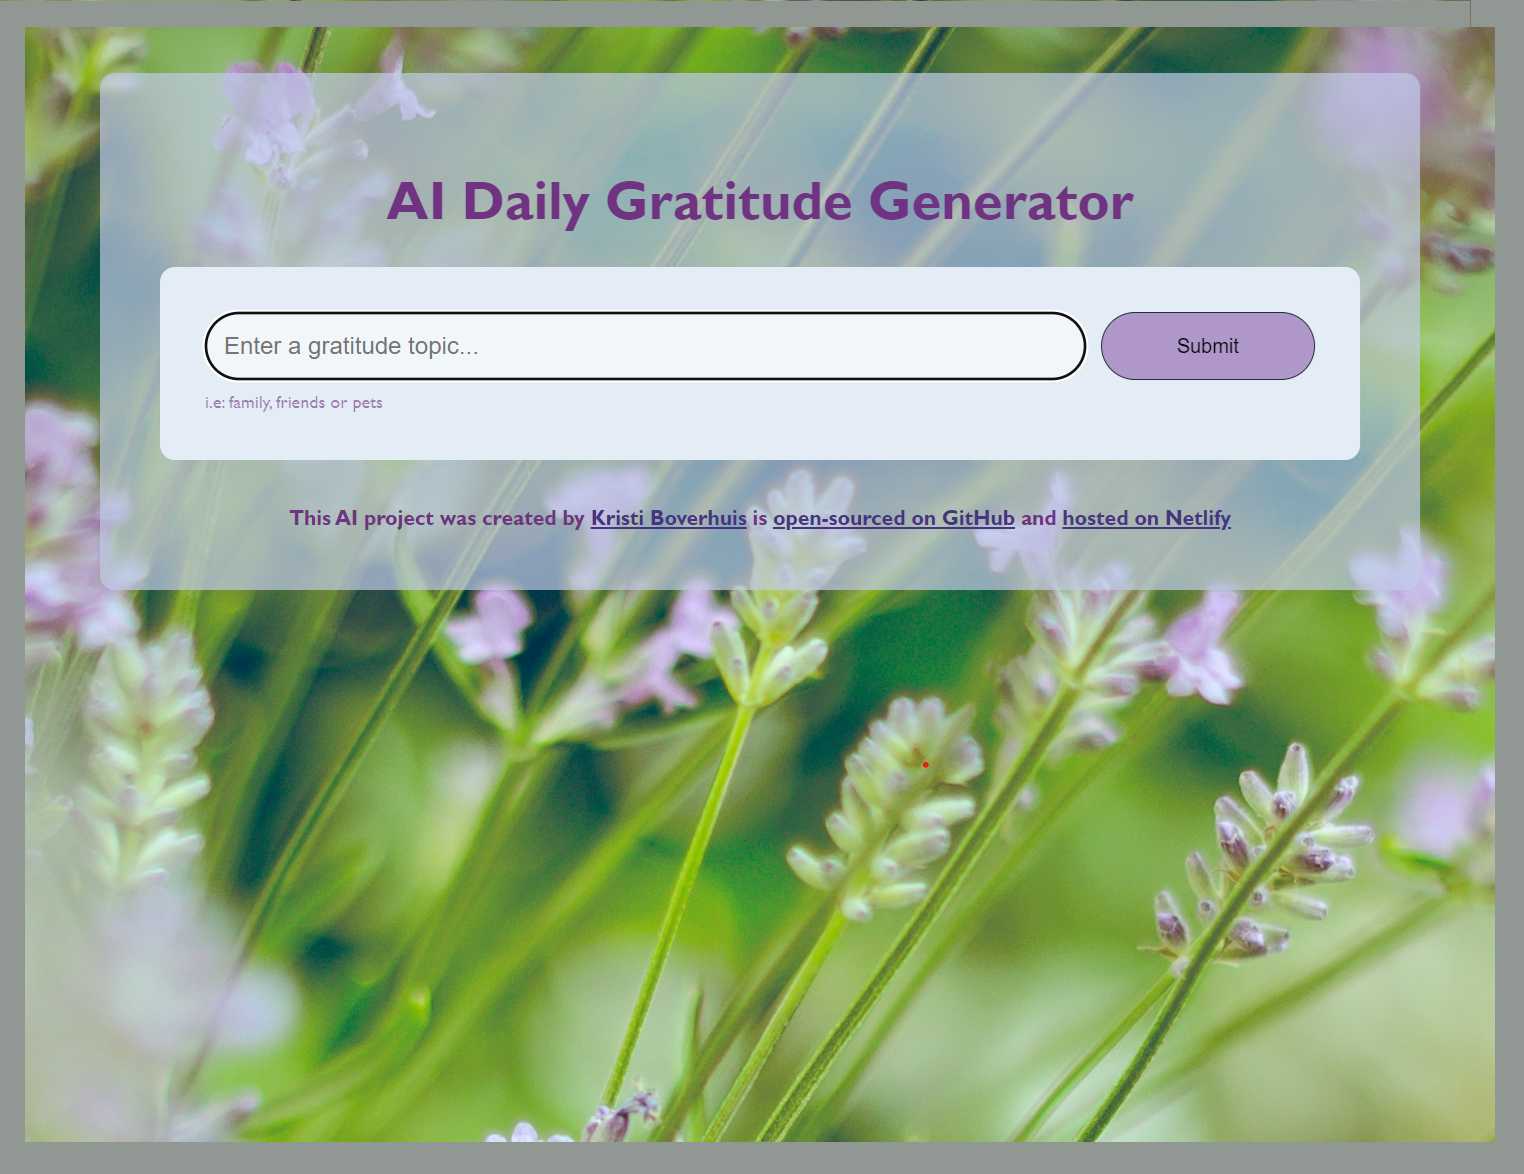 AI Daily Gratitude Generator
Enter a gratitude topic...
Submit
i.e: family, friends or pets
This AI project was created by Kristi Boverhuis is open-sourced on GitHub and hosted on Netlify